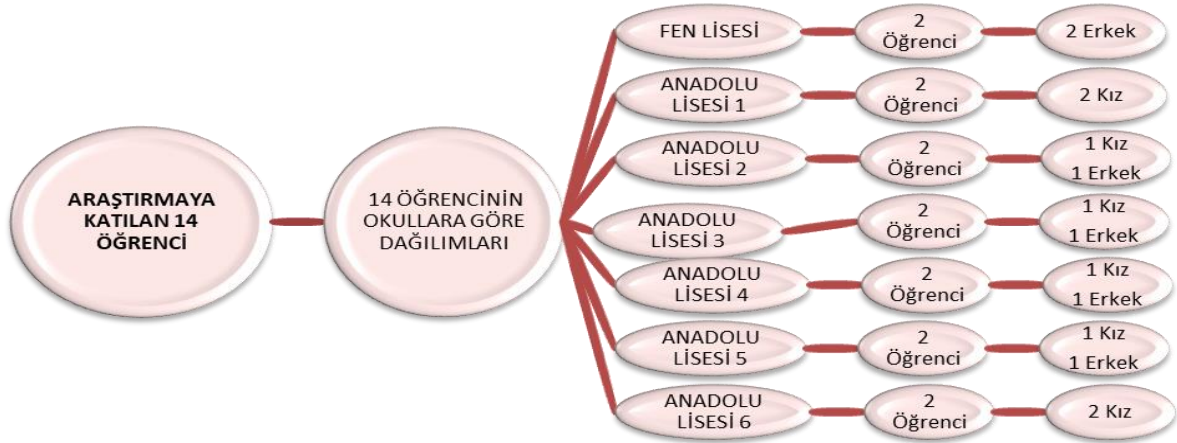 ARAŞTIRMAYA
KATILAN 14
ÖĞRENCİ
14 ÖĞRENCİNİN
OKULLARA GÖRE
DAĞILIMLARI
FEN LİSESİ
2
Öğrenci
2 Erkek
ANADOLU
LİSESİ 1
2
Öğrenci
2 Kız
ANADOLU
LİSESİ 2
2
Öğrenci
1 Kız
1 Erkek
ANADOLU
LİSESİ 3
2
Öğrenci
1 Kız
1 Erkek
ANADOLU
LİSESİ 4
2
Öğrenci
1 Kız
1 Erkek
ANADOLU
LİSESİ 5
2
Öğrenci
1 Kız
1 Erkek
ANADOLU
LİSESİ 6
2
Öğrenci
2 Kız